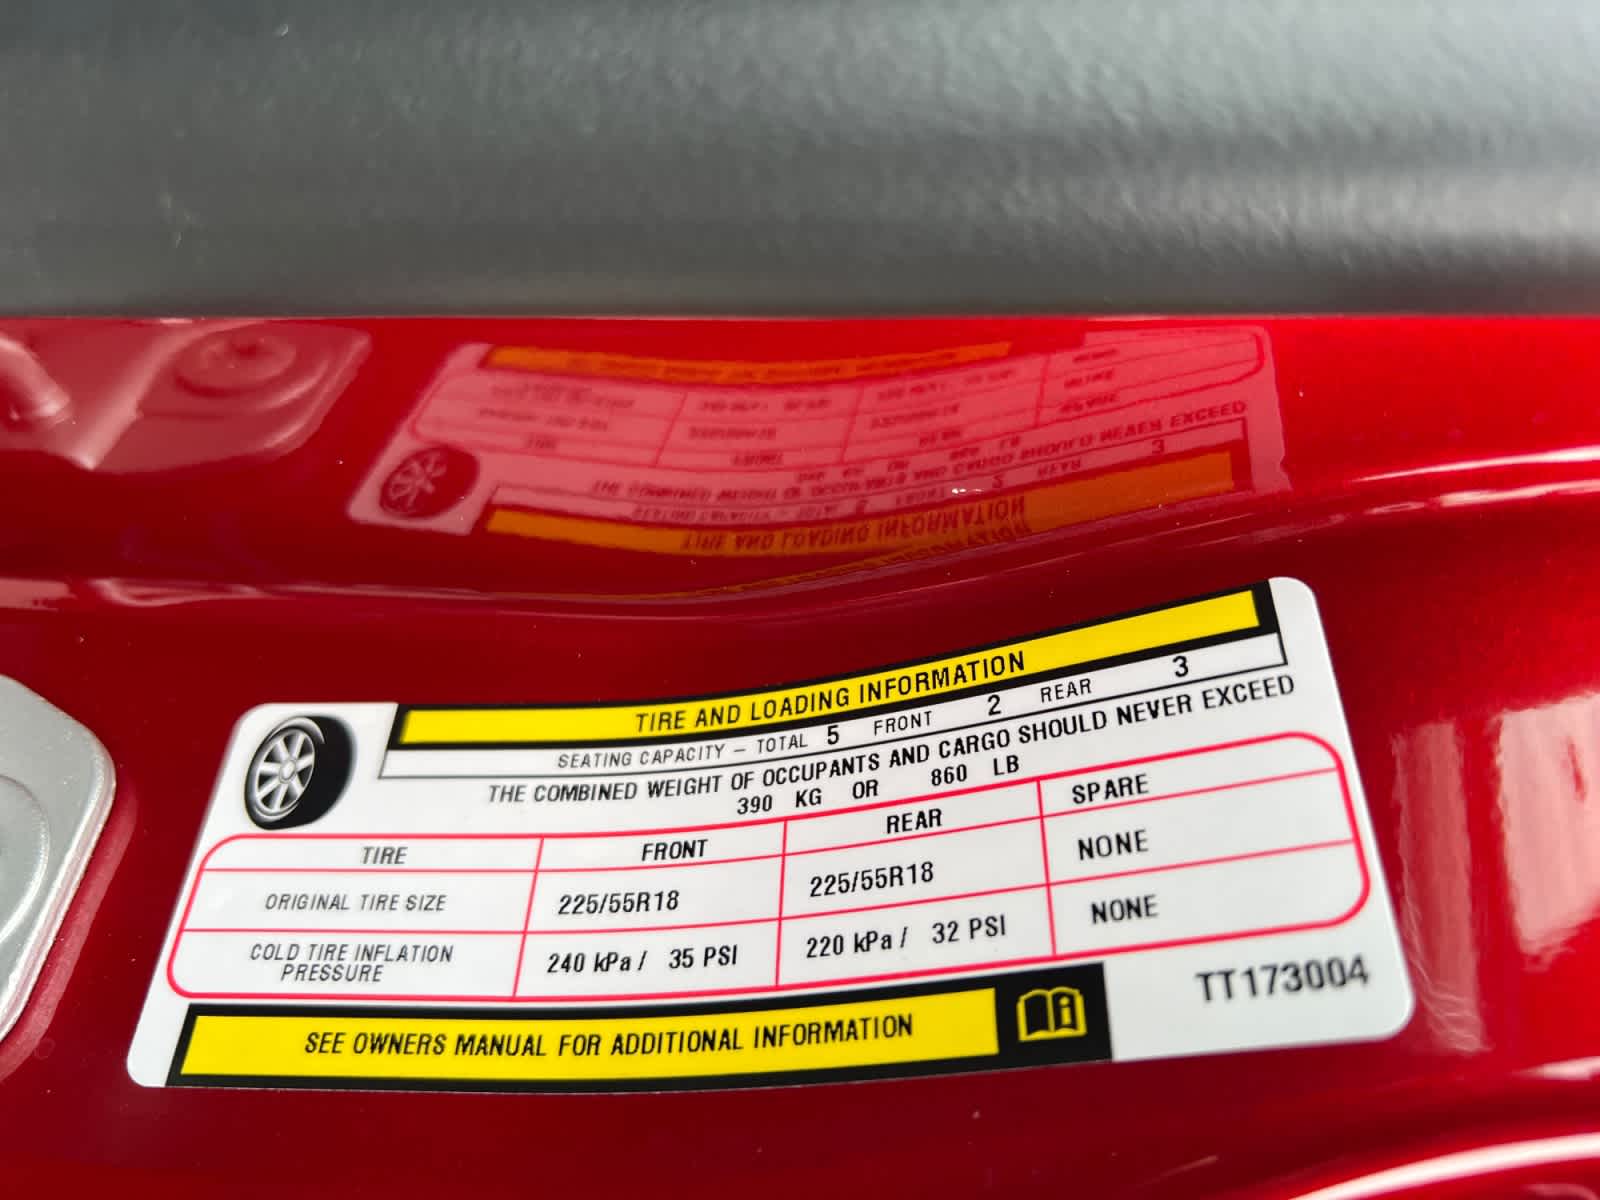 TIRE AND LOADING INFORMATION
SEATING CAPACITY – TOTAL 5 FRONT 2 REAR 3
THE COMBINED WEIGHT OF OCCUPANTS AND CARGO SHOULD NEVER EXCEED
390 KG OR 860 LB
TIRE FRONT REAR SPARE
ORIGINAL TIRE SIZE 225/55R18 225/55R18 NONE
COLD TIRE INFLATION
PRESSURE 240 kPa / 35 PSI 220 kPa / 32 PSI NONE
SEE OWNERS MANUAL FOR ADDITIONAL INFORMATION
TT173004